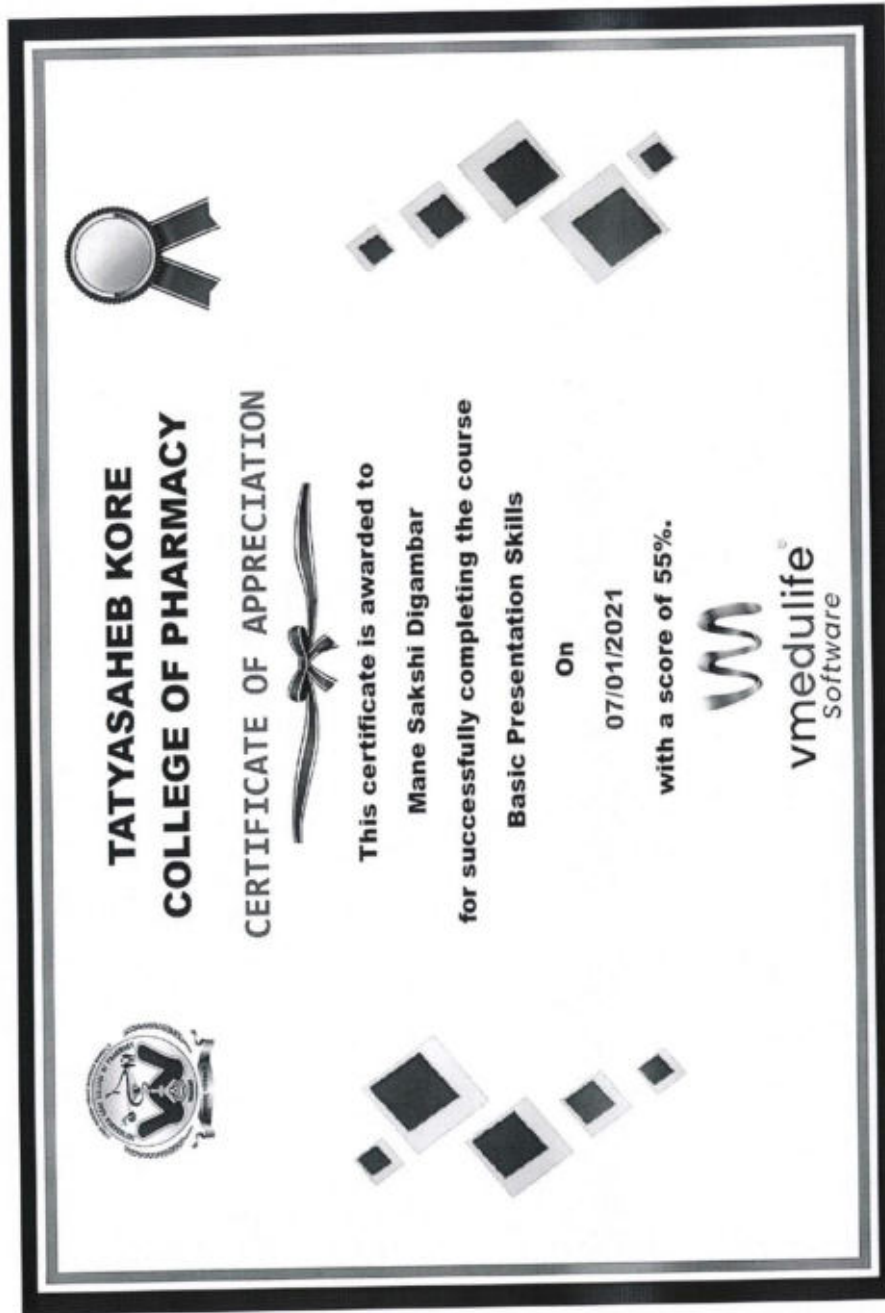 TATYASAHEB KORE
COLLEGE OF PHARMACY
CERTIFICATE OF APPRECIATION
This certificate is awarded to
Mane Sakshi Digambar
for successfully completing the course
Basic Presentation Skills
On
07/01/2021
with a score of 55%.
vmedulife
Software